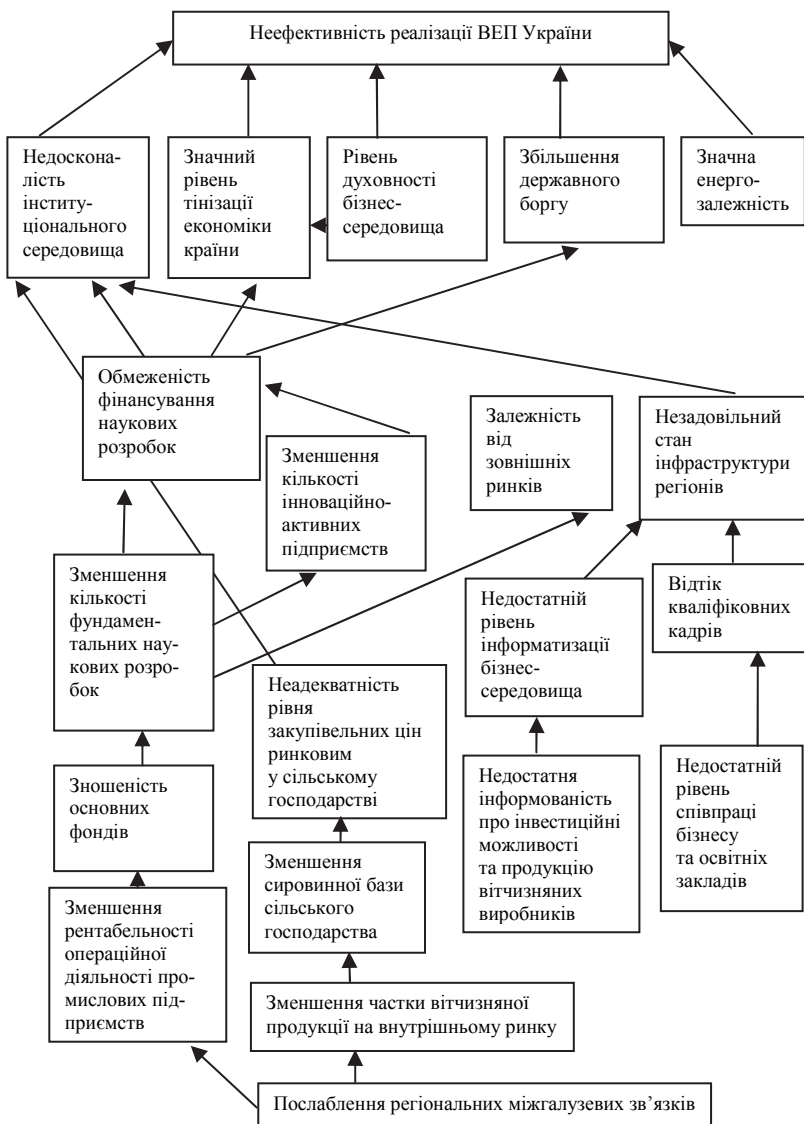 Неефективність реалізації ВЕП України
Недоскона-
лість
інститу-
ціонального
середовища
Значний
рівень
тінізації
економіки
країни
Рівень
духовності
бізнес-
середовища
Збільшення
державного
боргу
Значна
енерго-
залежність
Обмеженість
фінансування
наукових
розробок
Зменшення
кількості
інноваційно-
активних
підприємств
Залежність
від
зовнішніх
ринків
Незадовільний
стан
інфраструктури
регіонів
Зменшення
кількості
фундамен-
тальних нау-
кових розро-
бок
Недостатній
рівень
інформатизації
бізнес-
середовища
Відтік
кваліфіковних
кадрів
Неадекватність
рівня
закупівельних цін
ринковим
у сільському
господарстві
Зношеність
основних
фондів
Недостатня
інформованість
про інвестиційні
можливості
та продукцію
вітчизняних
виробників
Недостатній
рівень
співпраці
бізнесу
та освітніх
закладів
Зменшення
сировинної бази
сільського
господарства
Зменшення
рентабельності
операційної
діяльності про-
мислових під-
приємств
Зменшення частки вітчизняної
продукції на внутрішньому ринку
Послаблення регіональних міжгалузевих зв’язків